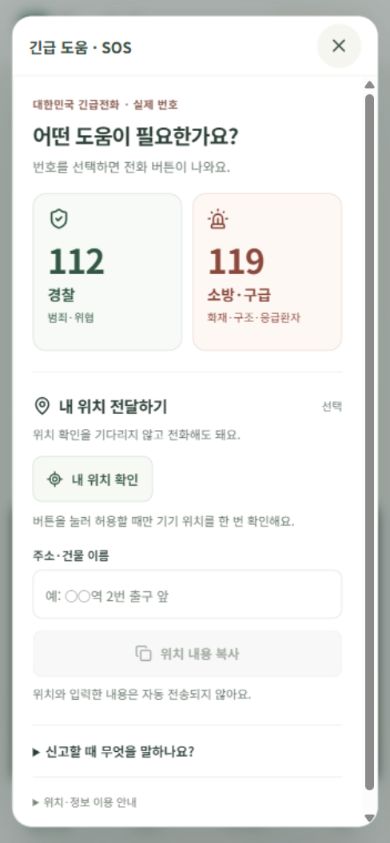 긴급 도움 · SOS
대한민국 긴급전화 · 실제 번호
어떤 도움이 필요한가요?
번호를 선택하면 전화 버튼이 나와요.
112
경찰
범죄·위협
119
소방·구급
화재·구조·응급환자
내 위치 전달하기
선택
위치 확인을 기다리지 않고 전화해도 돼요.
내 위치 확인
버튼을 눌러 허용할 때만 기기 위치를 한 번 확인해요.
주소·건물 이름
예: ○○역 2번 출구 앞
위치 내용 복사
위치와 입력한 내용은 자동 전송되지 않아요.
신고할 때 무엇을 말하나요?
위치·정보 이용 안내